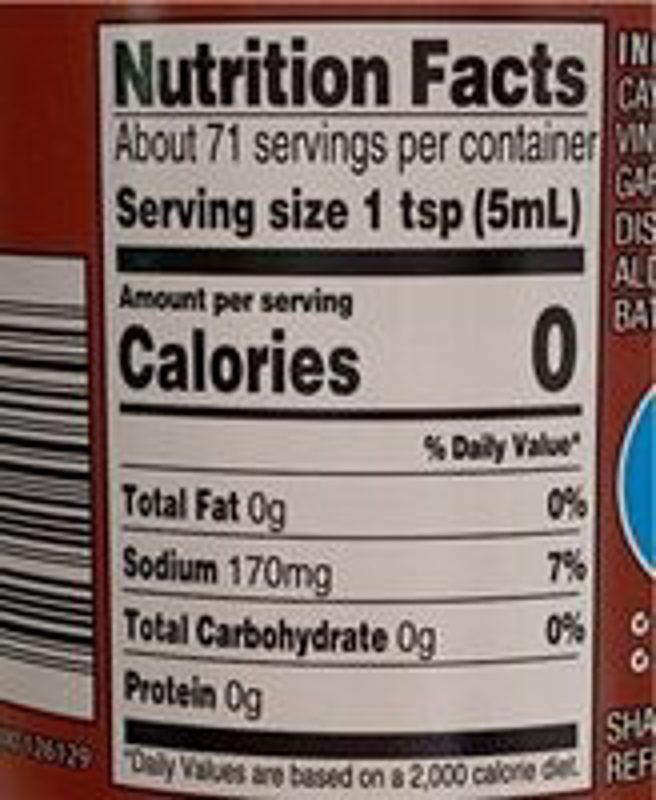 Nutrition Facts
About 71 servings per container
Serving size 1 tsp (5mL)
Amount per serving
Calories 0
% Daily Value*
Total Fat 0g 0%
Sodium 170mg 7%
Total Carbohydrate 0g 0%
Protein 0g
*Daily Values are based on a 2,000 calorie diet.